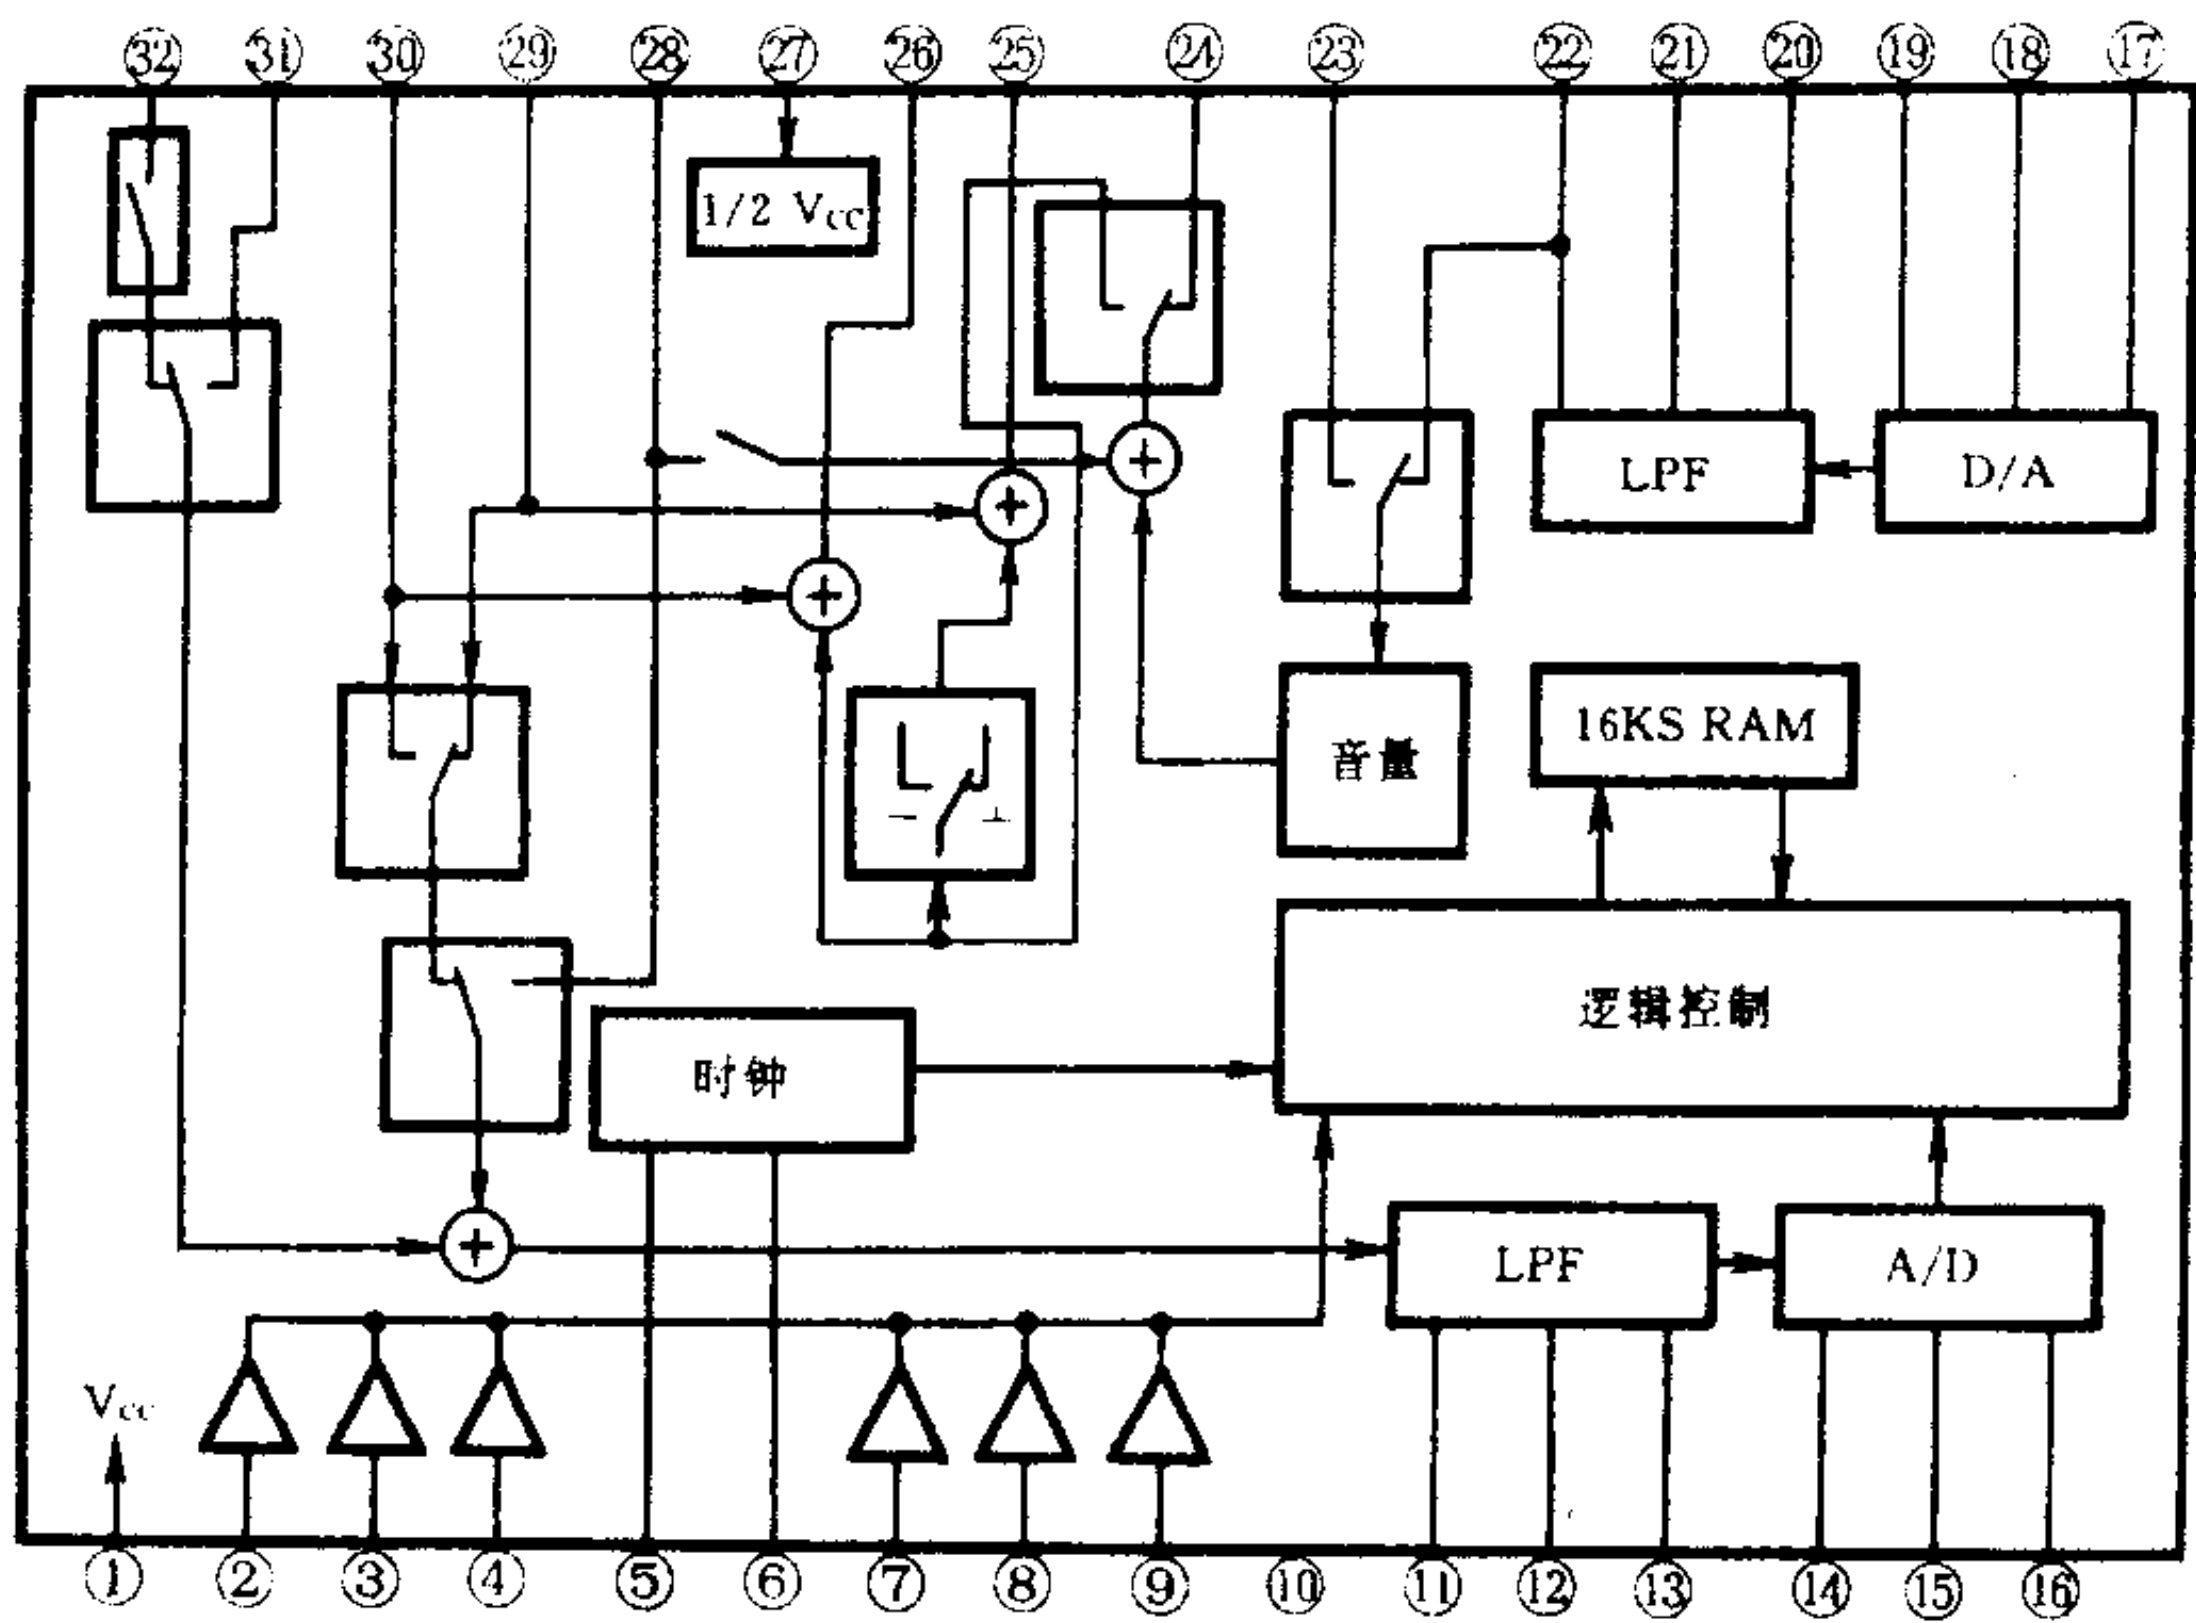 ㉜ ㉛ ㉚ ㉙ ㉘ ㉗ ㉖ ㉕ ㉔ ㉓ ㉒ ㉑ ⑳ ⑲ ⑱ ⑰
1/2 Vcc
+
LPF
D/A
+
+
16KS RAM
音量
− +
逻辑控制
时钟
+
LPF
A/D
Vcc
① ② ③ ④ ⑤ ⑥ ⑦ ⑧ ⑨ ⑩ ⑪ ⑫ ⑬ ⑭ ⑮ ⑯